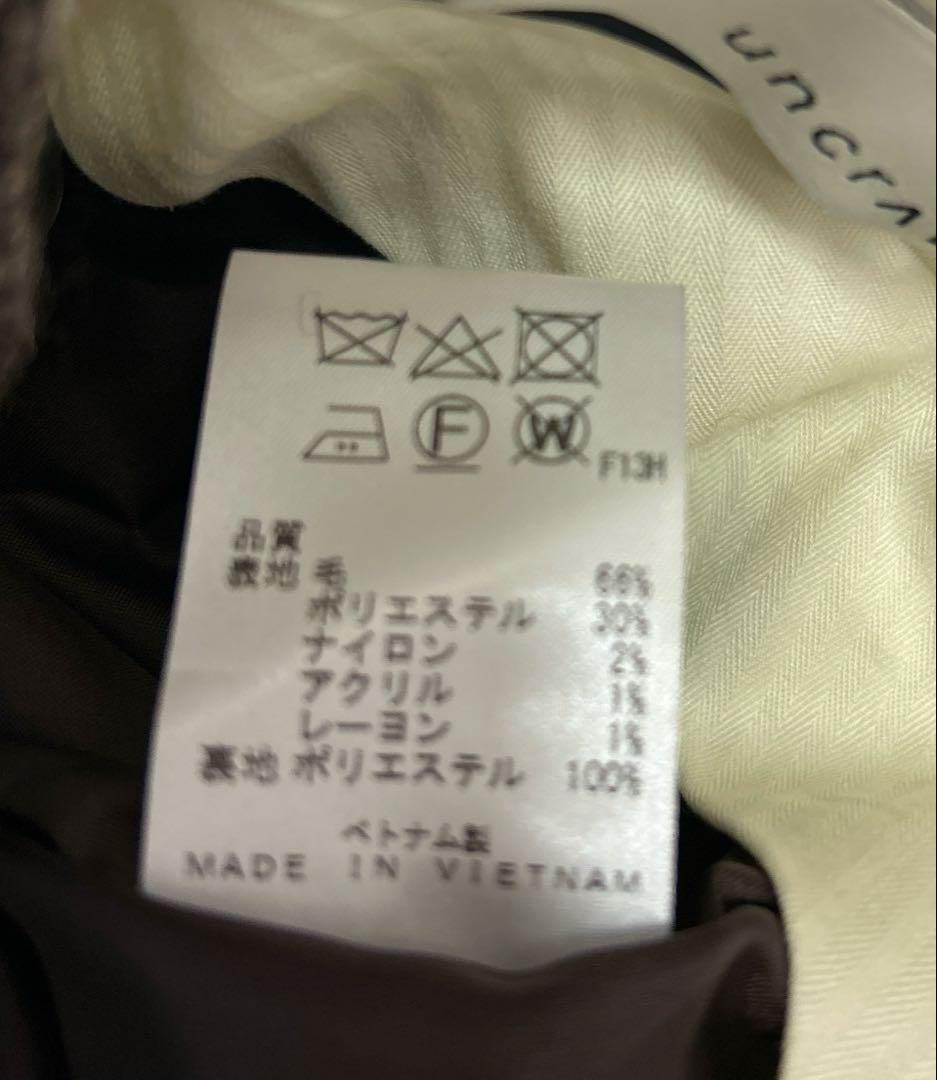 uncra
F
W
F13H
品質
表地 毛 66%
ポリエステル 30%
ナイロン 2%
アクリル 1%
レーヨン 1%
裏地 ポリエステル 100%
ベトナム製
MADE IN VIETNAM